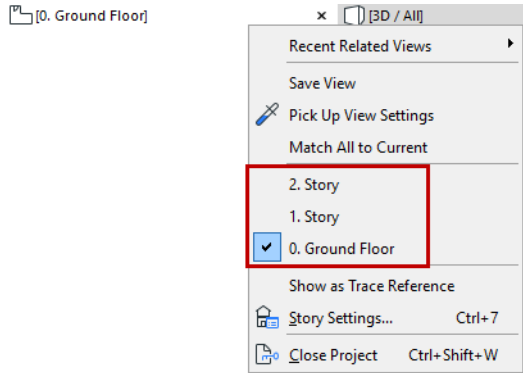 [0. Ground Floor] [3D / All]
Recent Related Views
Save View
Pick Up View Settings
Match All to Current
2. Story
1. Story
0. Ground Floor
Show as Trace Reference
Story Settings... Ctrl+7
Close Project Ctrl+Shift+W